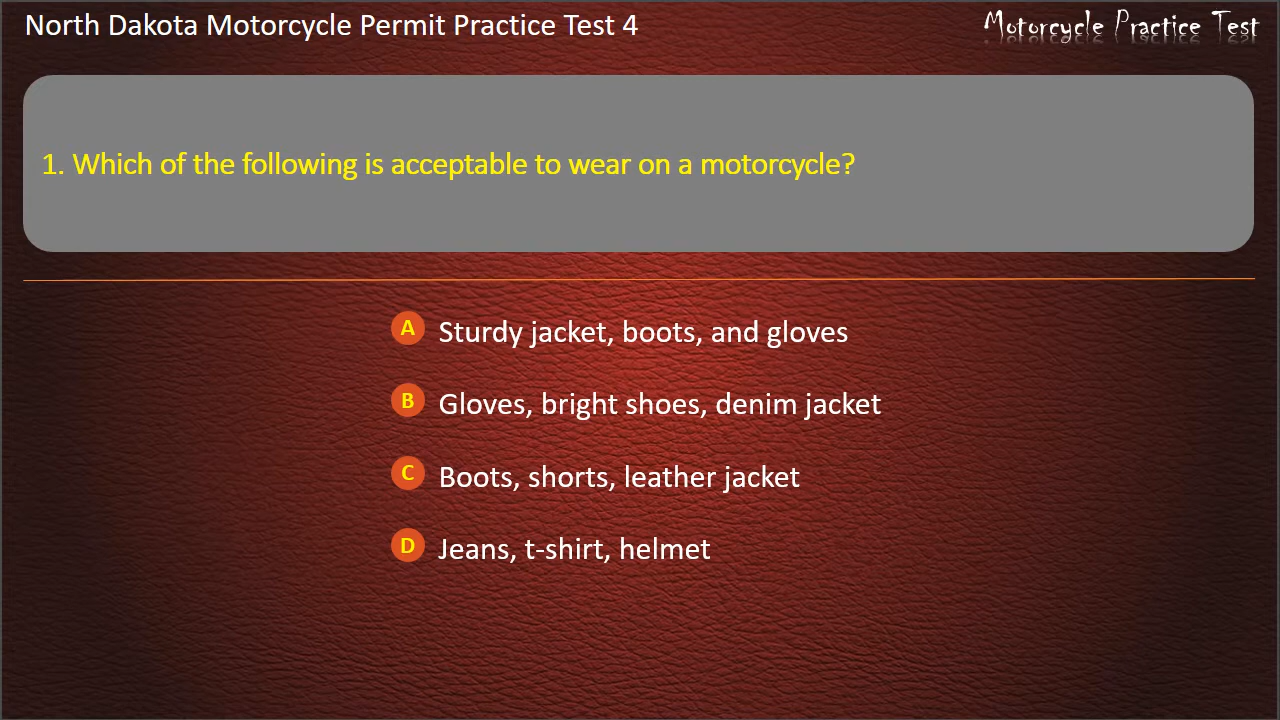 North Dakota Motorcycle Permit Practice Test 4
Motorcycle Practice Test
1. Which of the following is acceptable to wear on a motorcycle?
A Sturdy jacket, boots, and gloves
B Gloves, bright shoes, denim jacket
C Boots, shorts, leather jacket
D Jeans, t-shirt, helmet